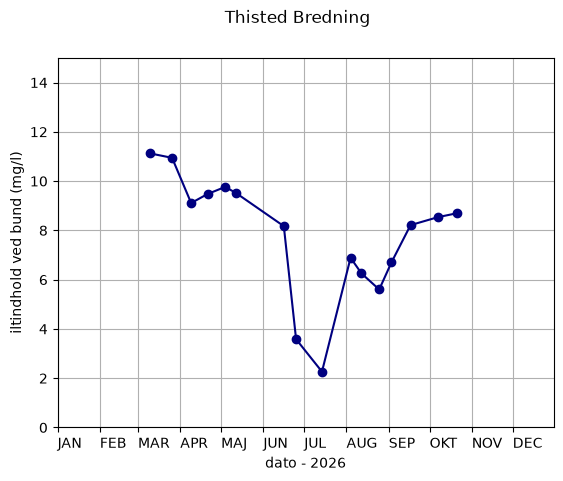 Thisted Bredning
iltindhold ved bund (mg/l)
14
12
10
8
6
4
2
0
JAN FEB MAR APR MAJ JUN JUL AUG SEP OKT NOV DEC
dato - 2026